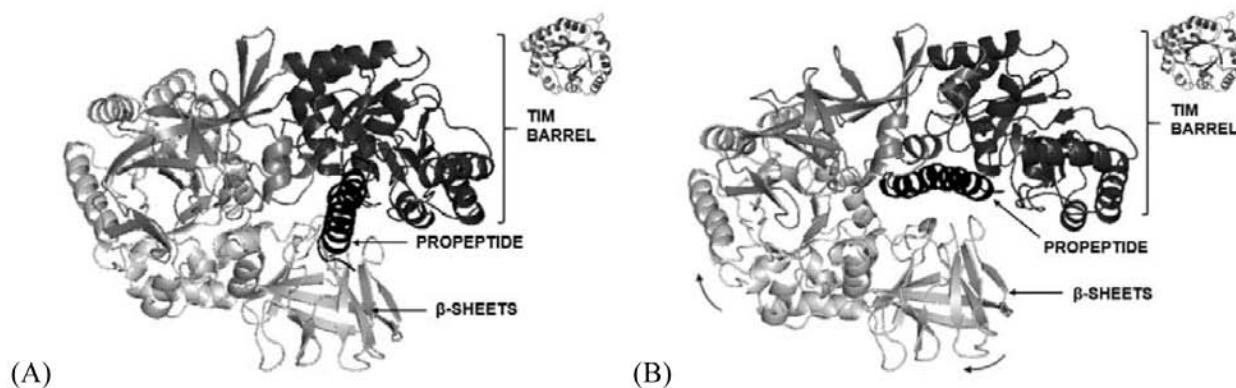 TIM
BARREL
PROPEPTIDE
β-SHEETS
(A)
TIM
BARREL
PROPEPTIDE
β-SHEETS
(B)